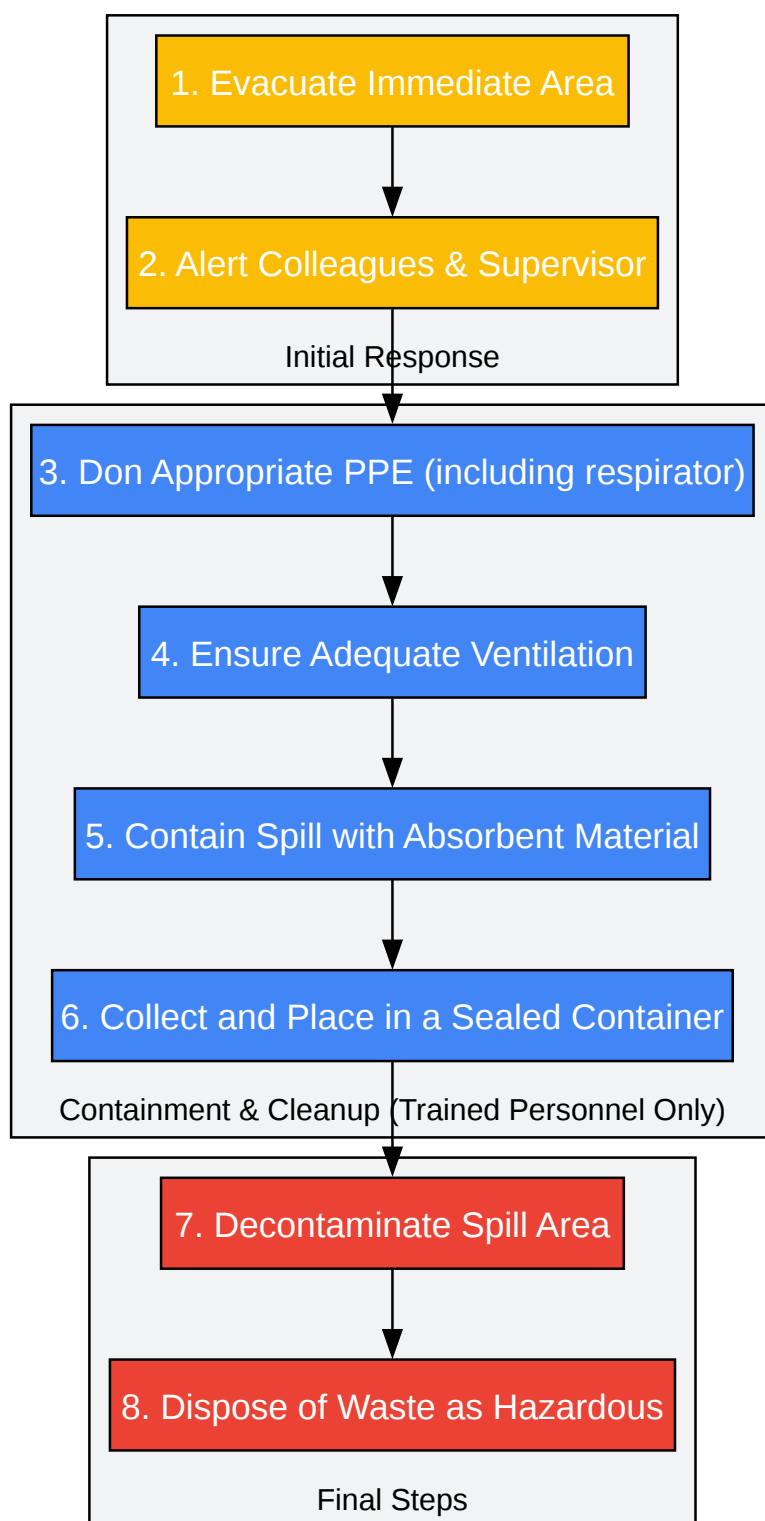 1. Evacuate Immediate Area
2. Alert Colleagues & Supervisor
Initial Response
3. Don Appropriate PPE (including respirator)
4. Ensure Adequate Ventilation
5. Contain Spill with Absorbent Material
6. Collect and Place in a Sealed Container
Containment & Cleanup (Trained Personnel Only)
7. Decontaminate Spill Area
8. Dispose of Waste as Hazardous
Final Steps